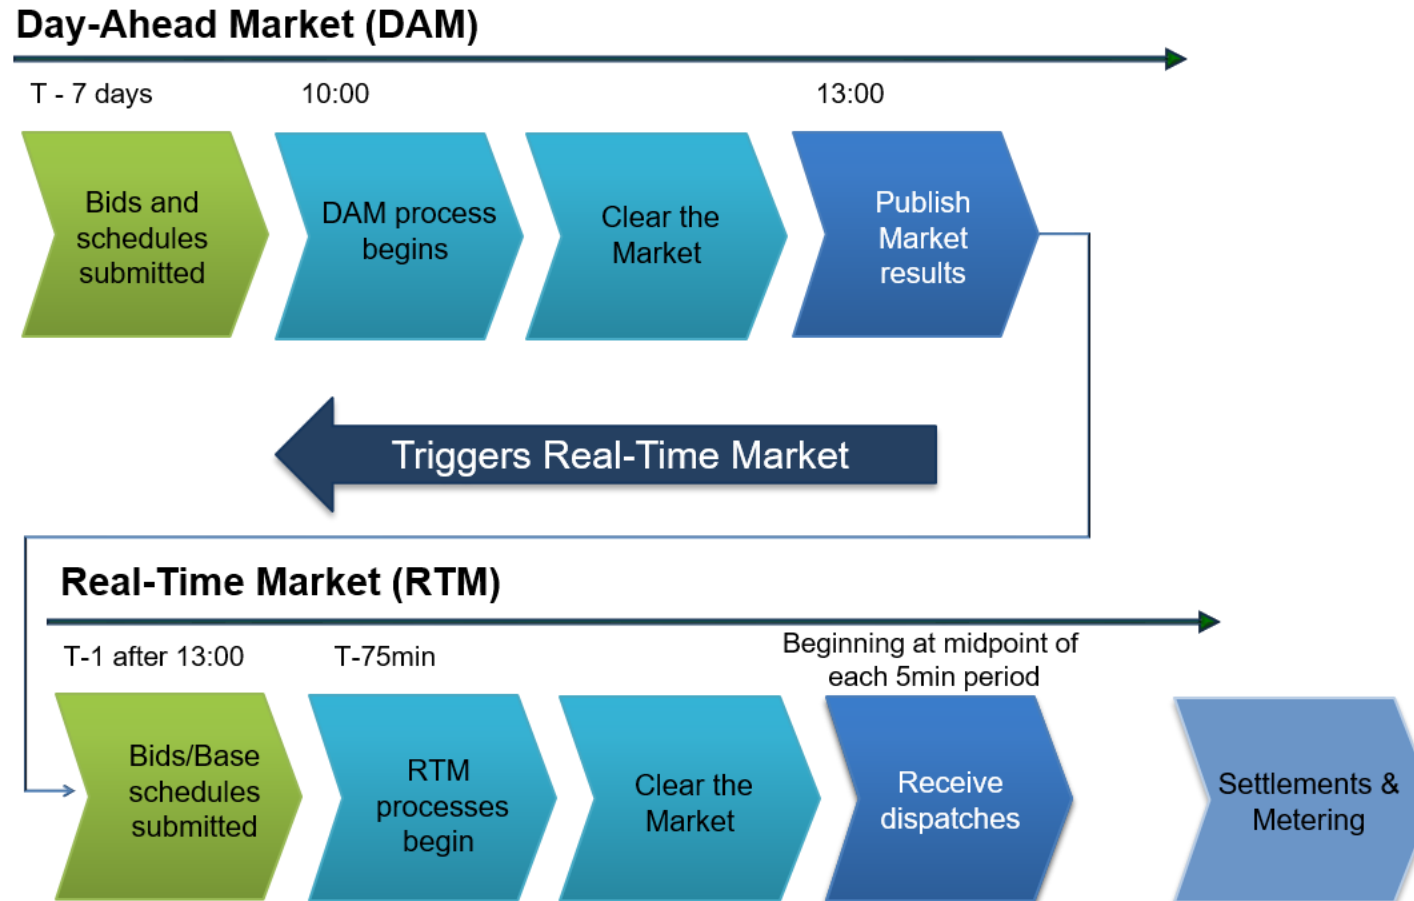 Day-Ahead Market (DAM)
T - 7 days
10:00
13:00
Bids and
schedules
submitted
DAM process
begins
Clear the
Market
Publish
Market
results
Triggers Real-Time Market
Real-Time Market (RTM)
T-1 after 13:00
T-75min
Beginning at midpoint of
each 5min period
Bids/Base
schedules
submitted
RTM
processes
begin
Clear the
Market
Receive
dispatches
Settlements &
Metering